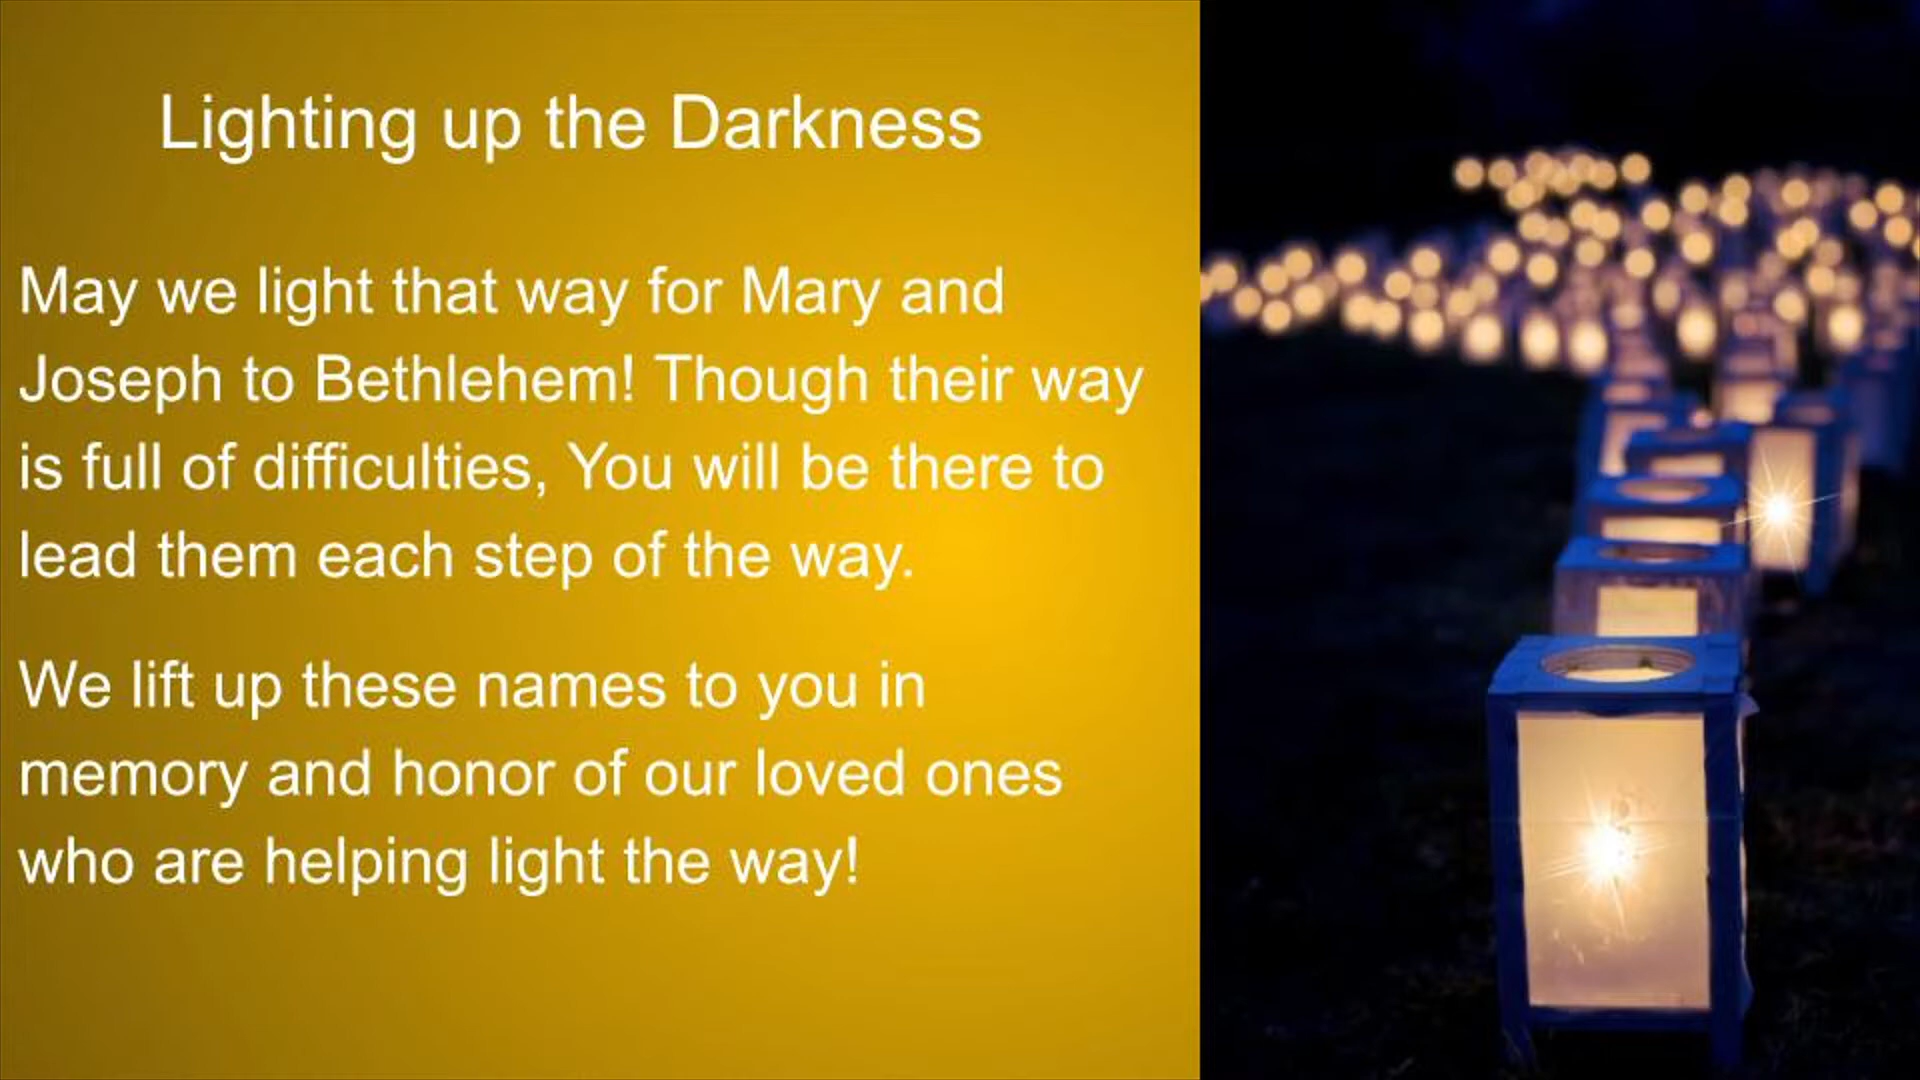 Lighting up the Darkness
May we light that way for Mary and
Joseph to Bethlehem! Though their way
is full of difficulties, You will be there to
lead them each step of the way.
We lift up these names to you in
memory and honor of our loved ones
who are helping light the way!